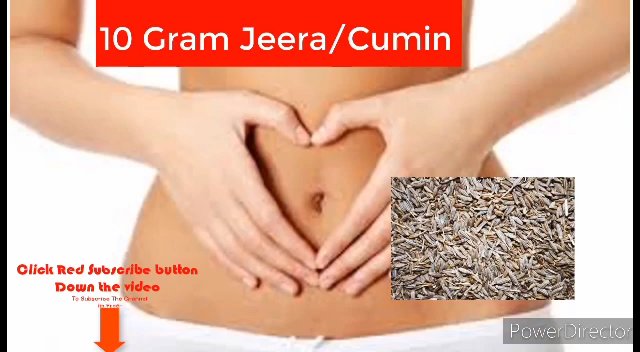 10 Gram Jeera/Cumin
Click Red Subscribe button
Down the video
To Subscribe The Channel
PowerDirector